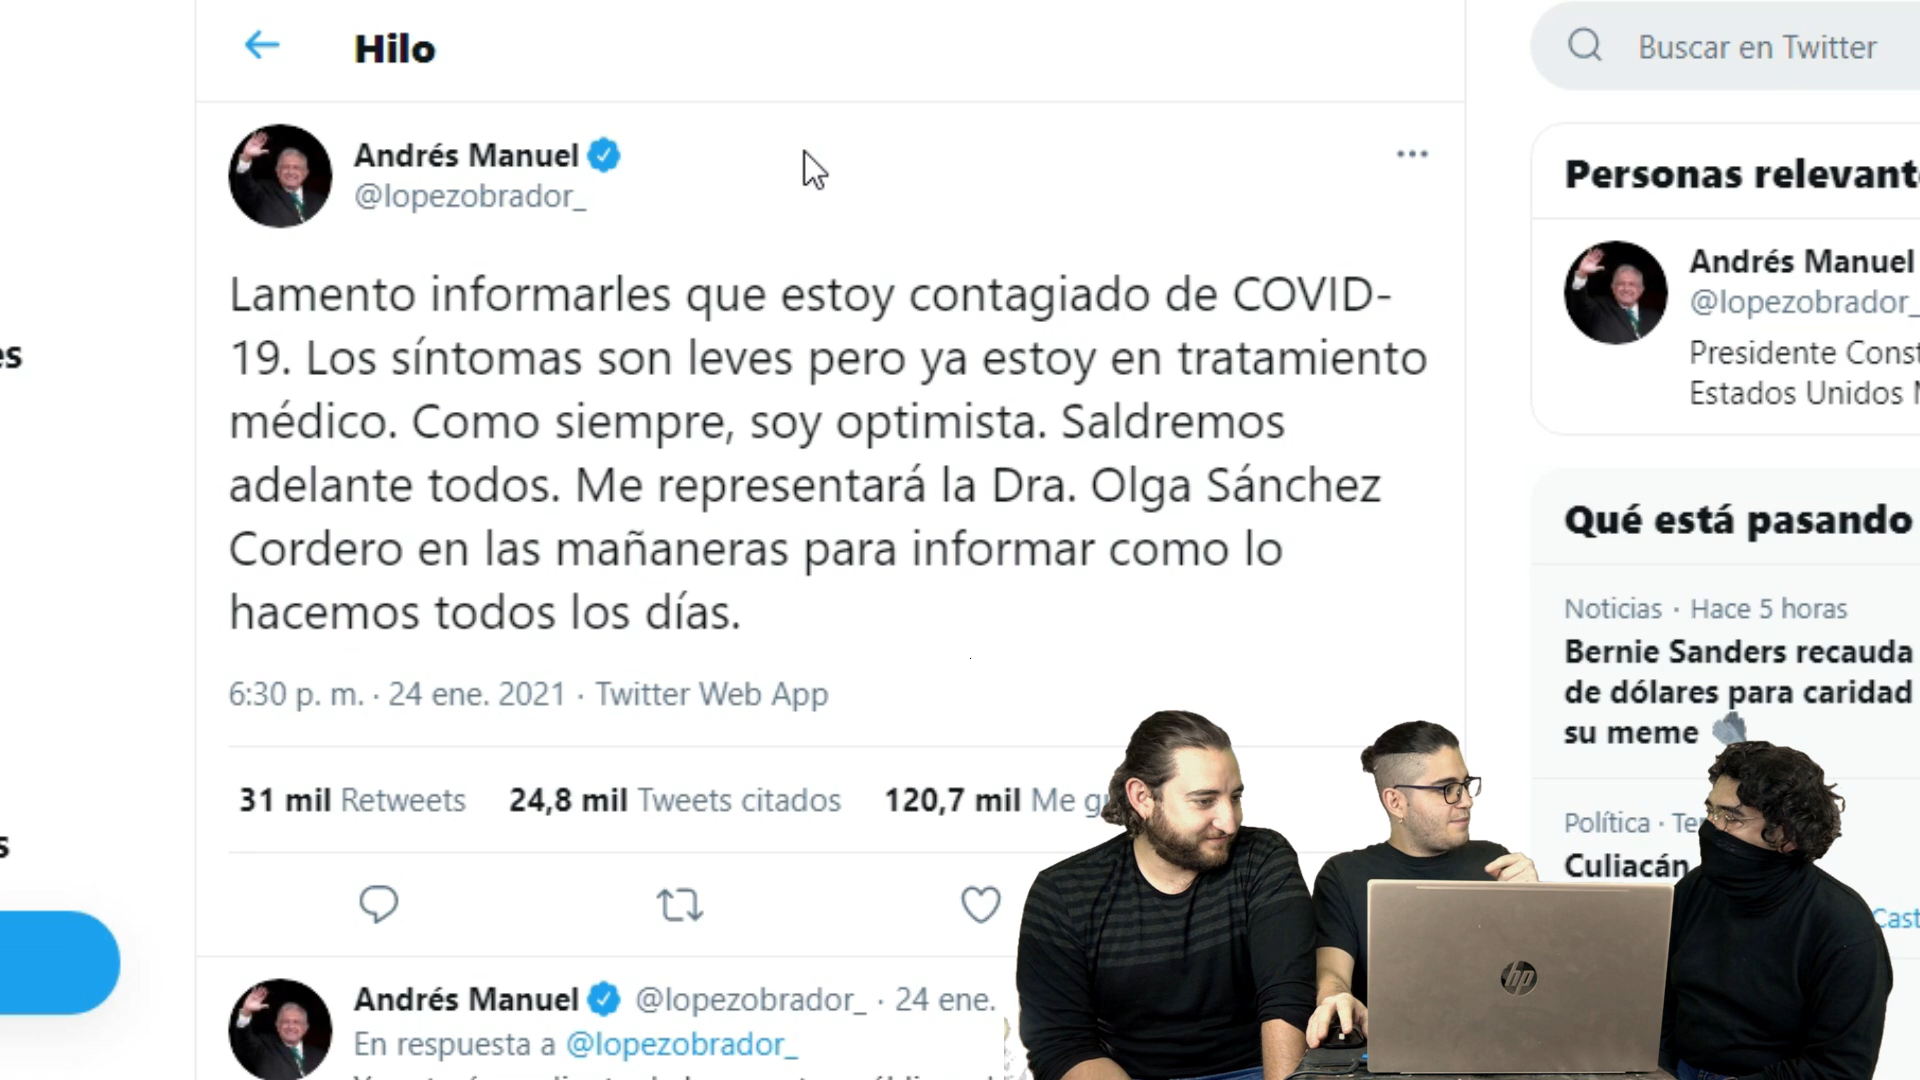 Hilo
Buscar en Twitter
Andrés Manuel
@lopezobrador_
Lamento informarles que estoy contagiado de COVID-
19. Los síntomas son leves pero ya estoy en tratamiento
médico. Como siempre, soy optimista. Saldremos
adelante todos. Me representará la Dra. Olga Sánchez
Cordero en las mañaneras para informar como lo
hacemos todos los días.
6:30 p. m. · 24 ene. 2021 · Twitter Web App
31 mil Retweets 24,8 mil Tweets citados 120,7 mil Me g
Andrés Manuel @lopezobrador_ · 24 ene.
En respuesta a @lopezobrador_
Personas relevant
Andrés Manuel
@lopezobrador_
Presidente Const
Estados Unidos
Qué está pasando
Noticias · Hace 5 horas
Bernie Sanders recauda
de dólares para caridad
su meme
Política · Te
Culiacán
Cast
es
s
hp